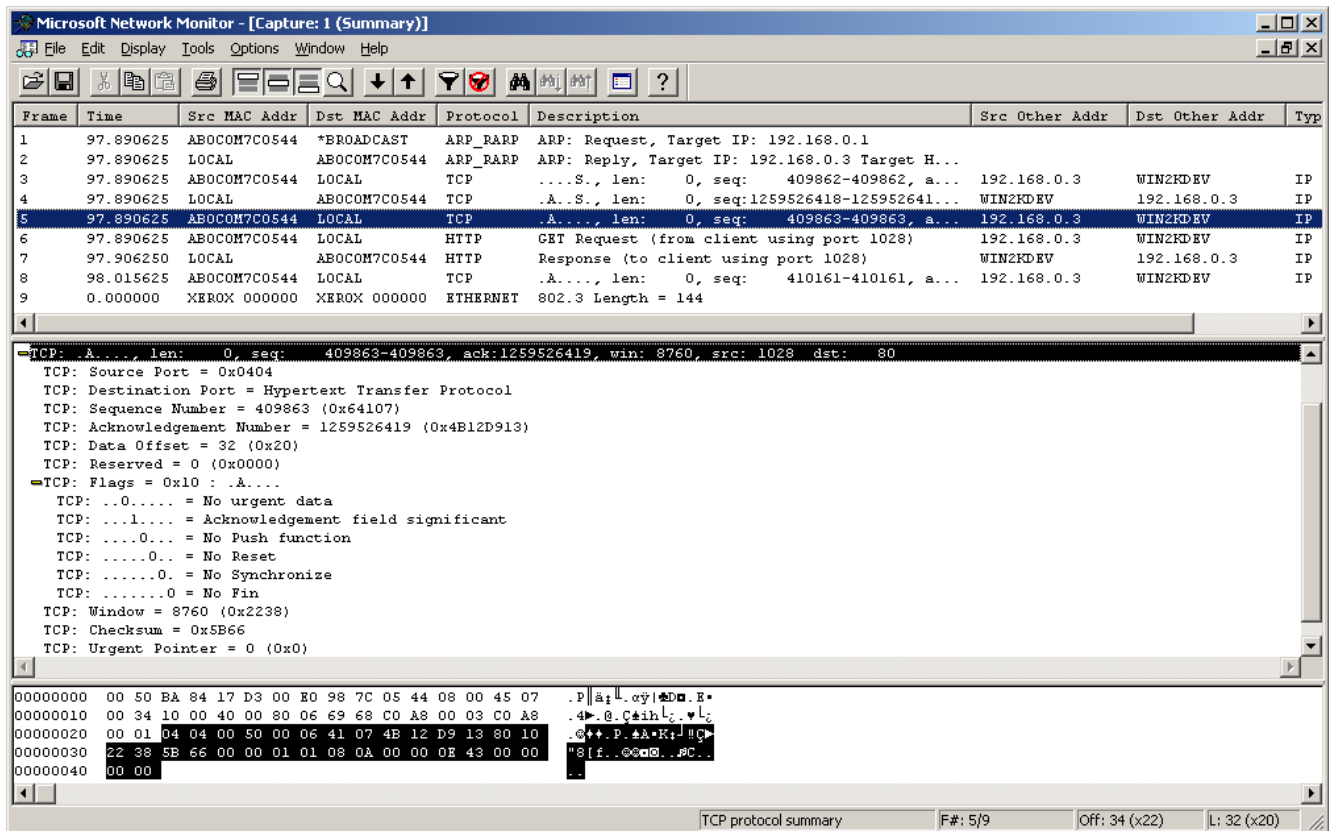 Microsoft Network Monitor - [Capture: 1 (Summary)]
File Edit Display Tools Options Window Help
Frame Time Src MAC Addr Dst MAC Addr Protocol Description Src Other Addr Dst Other Addr Typ
1 97.890625 ABOCOM7C0544 *BROADCAST ARP_RARP ARP: Request, Target IP: 192.168.0.1
2 97.890625 LOCAL ABOCOM7C0544 ARP_RARP ARP: Reply, Target IP: 192.168.0.3 Target H...
3 97.890625 ABOCOM7C0544 LOCAL TCP ....S., len: 0, seq: 409862-409862, a... 192.168.0.3 WIN2KDEV IP
4 97.890625 LOCAL ABOCOM7C0544 TCP .A..S., len: 0, seq:1259526418-125952641... WIN2KDEV 192.168.0.3 IP
5 97.890625 ABOCOM7C0544 LOCAL TCP .A...., len: 0, seq: 409863-409863, a... 192.168.0.3 WIN2KDEV IP
6 97.890625 ABOCOM7C0544 LOCAL HTTP GET Request (from client using port 1028) 192.168.0.3 WIN2KDEV IP
7 97.906250 LOCAL ABOCOM7C0544 HTTP Response (to client using port 1028) WIN2KDEV 192.168.0.3 IP
8 98.015625 ABOCOM7C0544 LOCAL TCP .A...., len: 0, seq: 410161-410161, a... 192.168.0.3 WIN2KDEV IP
9 0.000000 XEROX 000000 XEROX 000000 ETHERNET 802.3 Length = 144
TCP: .A...., len: 0, seq: 409863-409863, ack:1259526419, win: 8760, src: 1028 dst: 80
TCP: Source Port = 0x0404
TCP: Destination Port = Hypertext Transfer Protocol
TCP: Sequence Number = 409863 (0x64107)
TCP: Acknowledgement Number = 1259526419 (0x4B12D913)
TCP: Data Offset = 32 (0x20)
TCP: Reserved = 0 (0x0000)
TCP: Flags = 0x10 : .A....
TCP: ..0..... = No urgent data
TCP: ...1.... = Acknowledgement field significant
TCP: ....0... = No Push function
TCP: .....0.. = No Reset
TCP: ......0. = No Synchronize
TCP: .......0 = No Fin
TCP: Window = 8760 (0x2238)
TCP: Checksum = 0x5B66
TCP: Urgent Pointer = 0 (0x0)
00000000 00 50 BA 84 17 D3 00 E0 98 7C 05 44 08 00 45 07
00000010 00 34 10 00 40 00 80 06 69 68 C0 A8 00 03 C0 A8
00000020 00 01 04 04 00 50 00 06 41 07 4B 12 D9 13 80 10
00000030 22 38 5B 66 00 00 01 01 08 0A 00 00 0E 43 00 00
00000040 00 00 ..
TCP protocol summary F#: 5/9 Off: 34 (x22) L: 32 (x20)